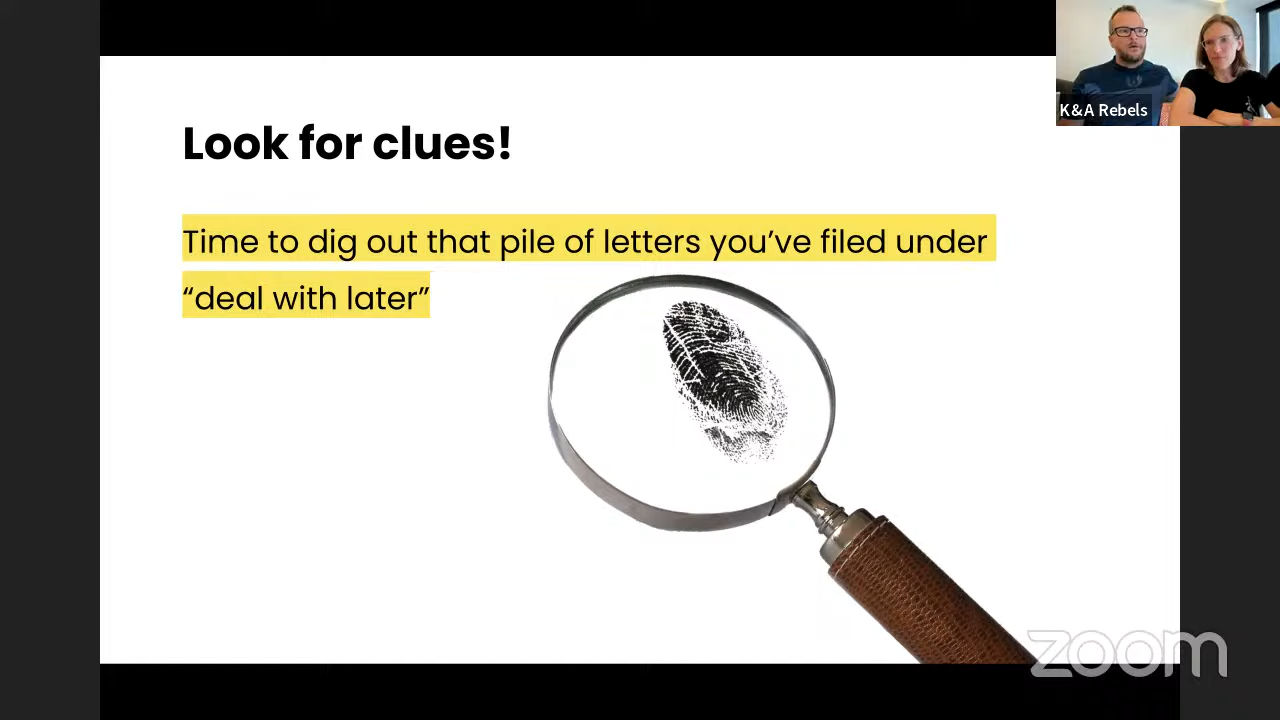 K&A Rebels
Look for clues!
Time to dig out that pile of letters you’ve filed under
“deal with later”
zoom